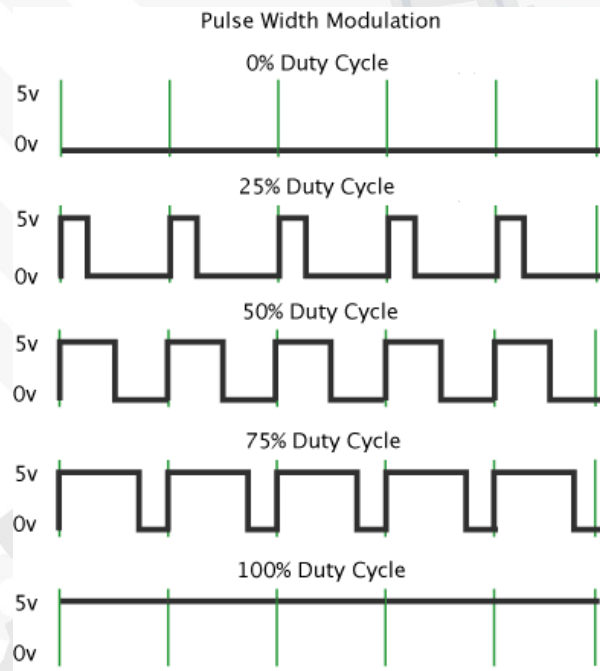 Pulse Width Modulation
0% Duty Cycle
5v
0v
25% Duty Cycle
5v
0v
50% Duty Cycle
5v
0v
75% Duty Cycle
5v
0v
100% Duty Cycle
5v
0v